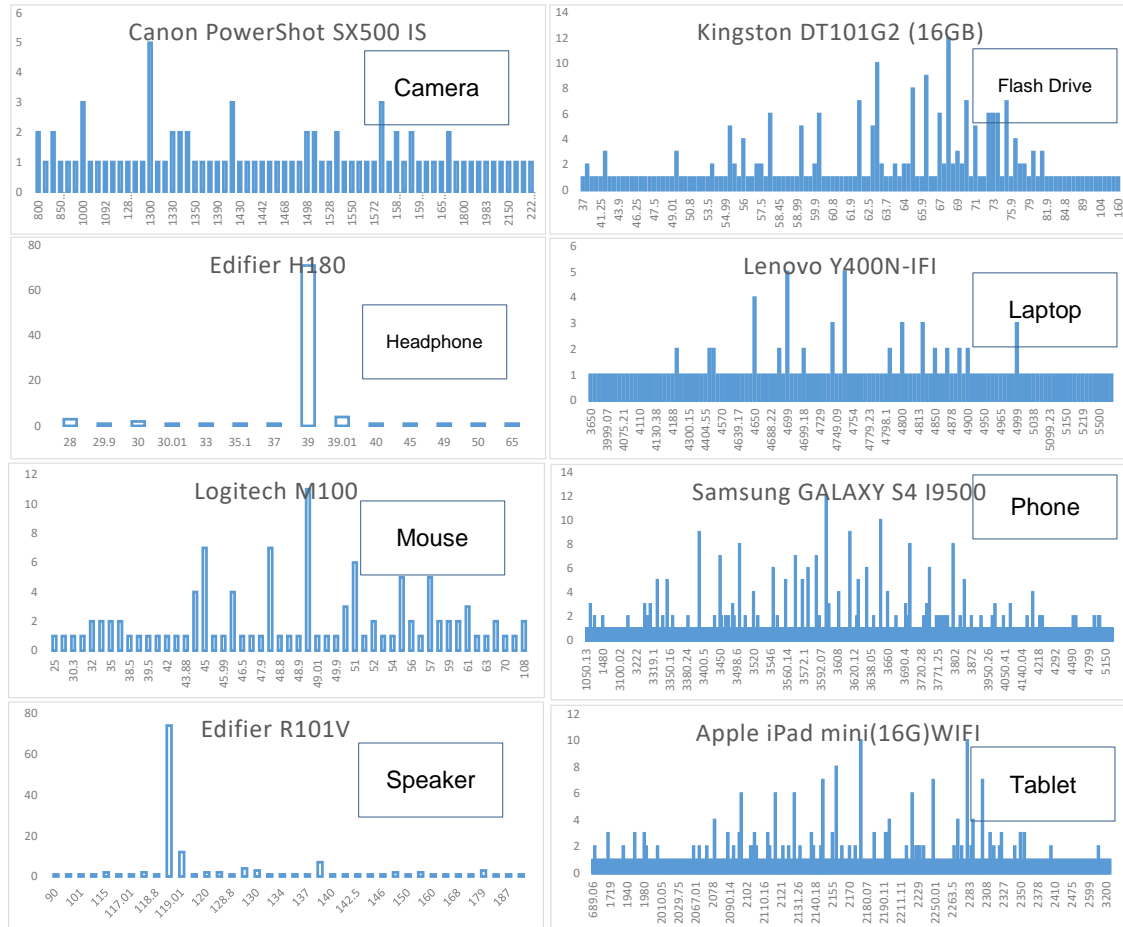 Canon PowerShot SX500 IS
Camera
6
5
4
3
2
1
0
800 850.. 1000 1092 128.. 1300 1330 1350 1390 1430 1442 1468 1498 1528 1550 1572 158.. 159.. 165.. 1800 1983 2150 222..
Kingston DT101G2 (16GB)
Flash Drive
14
12
10
8
6
4
2
0
37 41.25 43.9 46.25 47.5 49.01 50.8 53.5 54.99 56 57.5 58.45 58.99 59.9 60.8 61.9 62.5 63.7 64 65.9 67 69 71 73 75.9 79 81.9 84.8 89 104 160
Edifier H180
Headphone
80
60
40
20
0
28 29.9 30 30.01 33 35.1 37 39 39.01 40 45 49 50 65
Lenovo Y400N-IFI
Laptop
6
5
4
3
2
1
0
3650 3999.07 4075.21 4110 4130.38 4188 4300.15 4404.55 4570 4639.17 4650 4688.22 4699 4699.18 4729 4749.09 4754 4779.23 4798.1 4800 4813 4850 4878 4900 4965 4999 5038 5099.23 5150 5219 5500
Logitech M100
Mouse
12
10
8
6
4
2
0
25 30.3 32 35 38.5 39.5 42 43.88 45 45.99 46.5 47.9 48.8 48.9 49.01 49.9 51 52 54 56 57 59 61 63 70 108
Samsung GALAXY S4 I9500
Phone
14
12
10
8
6
4
2
0
1050.13 1480 3100.02 3222 3319.1 3350.16 3380.24 3400.5 3450 3498.6 3520 3546 3560.14 3572.1 3592.07 3608 3620.12 3638.05 3660 3690.4 3720.28 3771.25 3802 3872 3950.26 4050.41 4140.04 4218 4292 4490 4799 5150
Edifier R101V
Speaker
80
60
40
20
0
90 101 115 117.01 118.8 119.01 120 128.8 130 134 137 140 142.5 146 150 160 168 179 187
Apple iPad mini(16G)WIFI
Tablet
12
10
8
6
4
2
0
689.06 1719 1940 1980 2010.05 2029.75 2067.01 2078 2090.14 2102 2110.16 2131.26 2140.18 2155 2170 2180.07 2190.11 2211.11 2229 2250.01 2263.5 2283 2308 2330 2350 2378 2410 2475 2599 3200